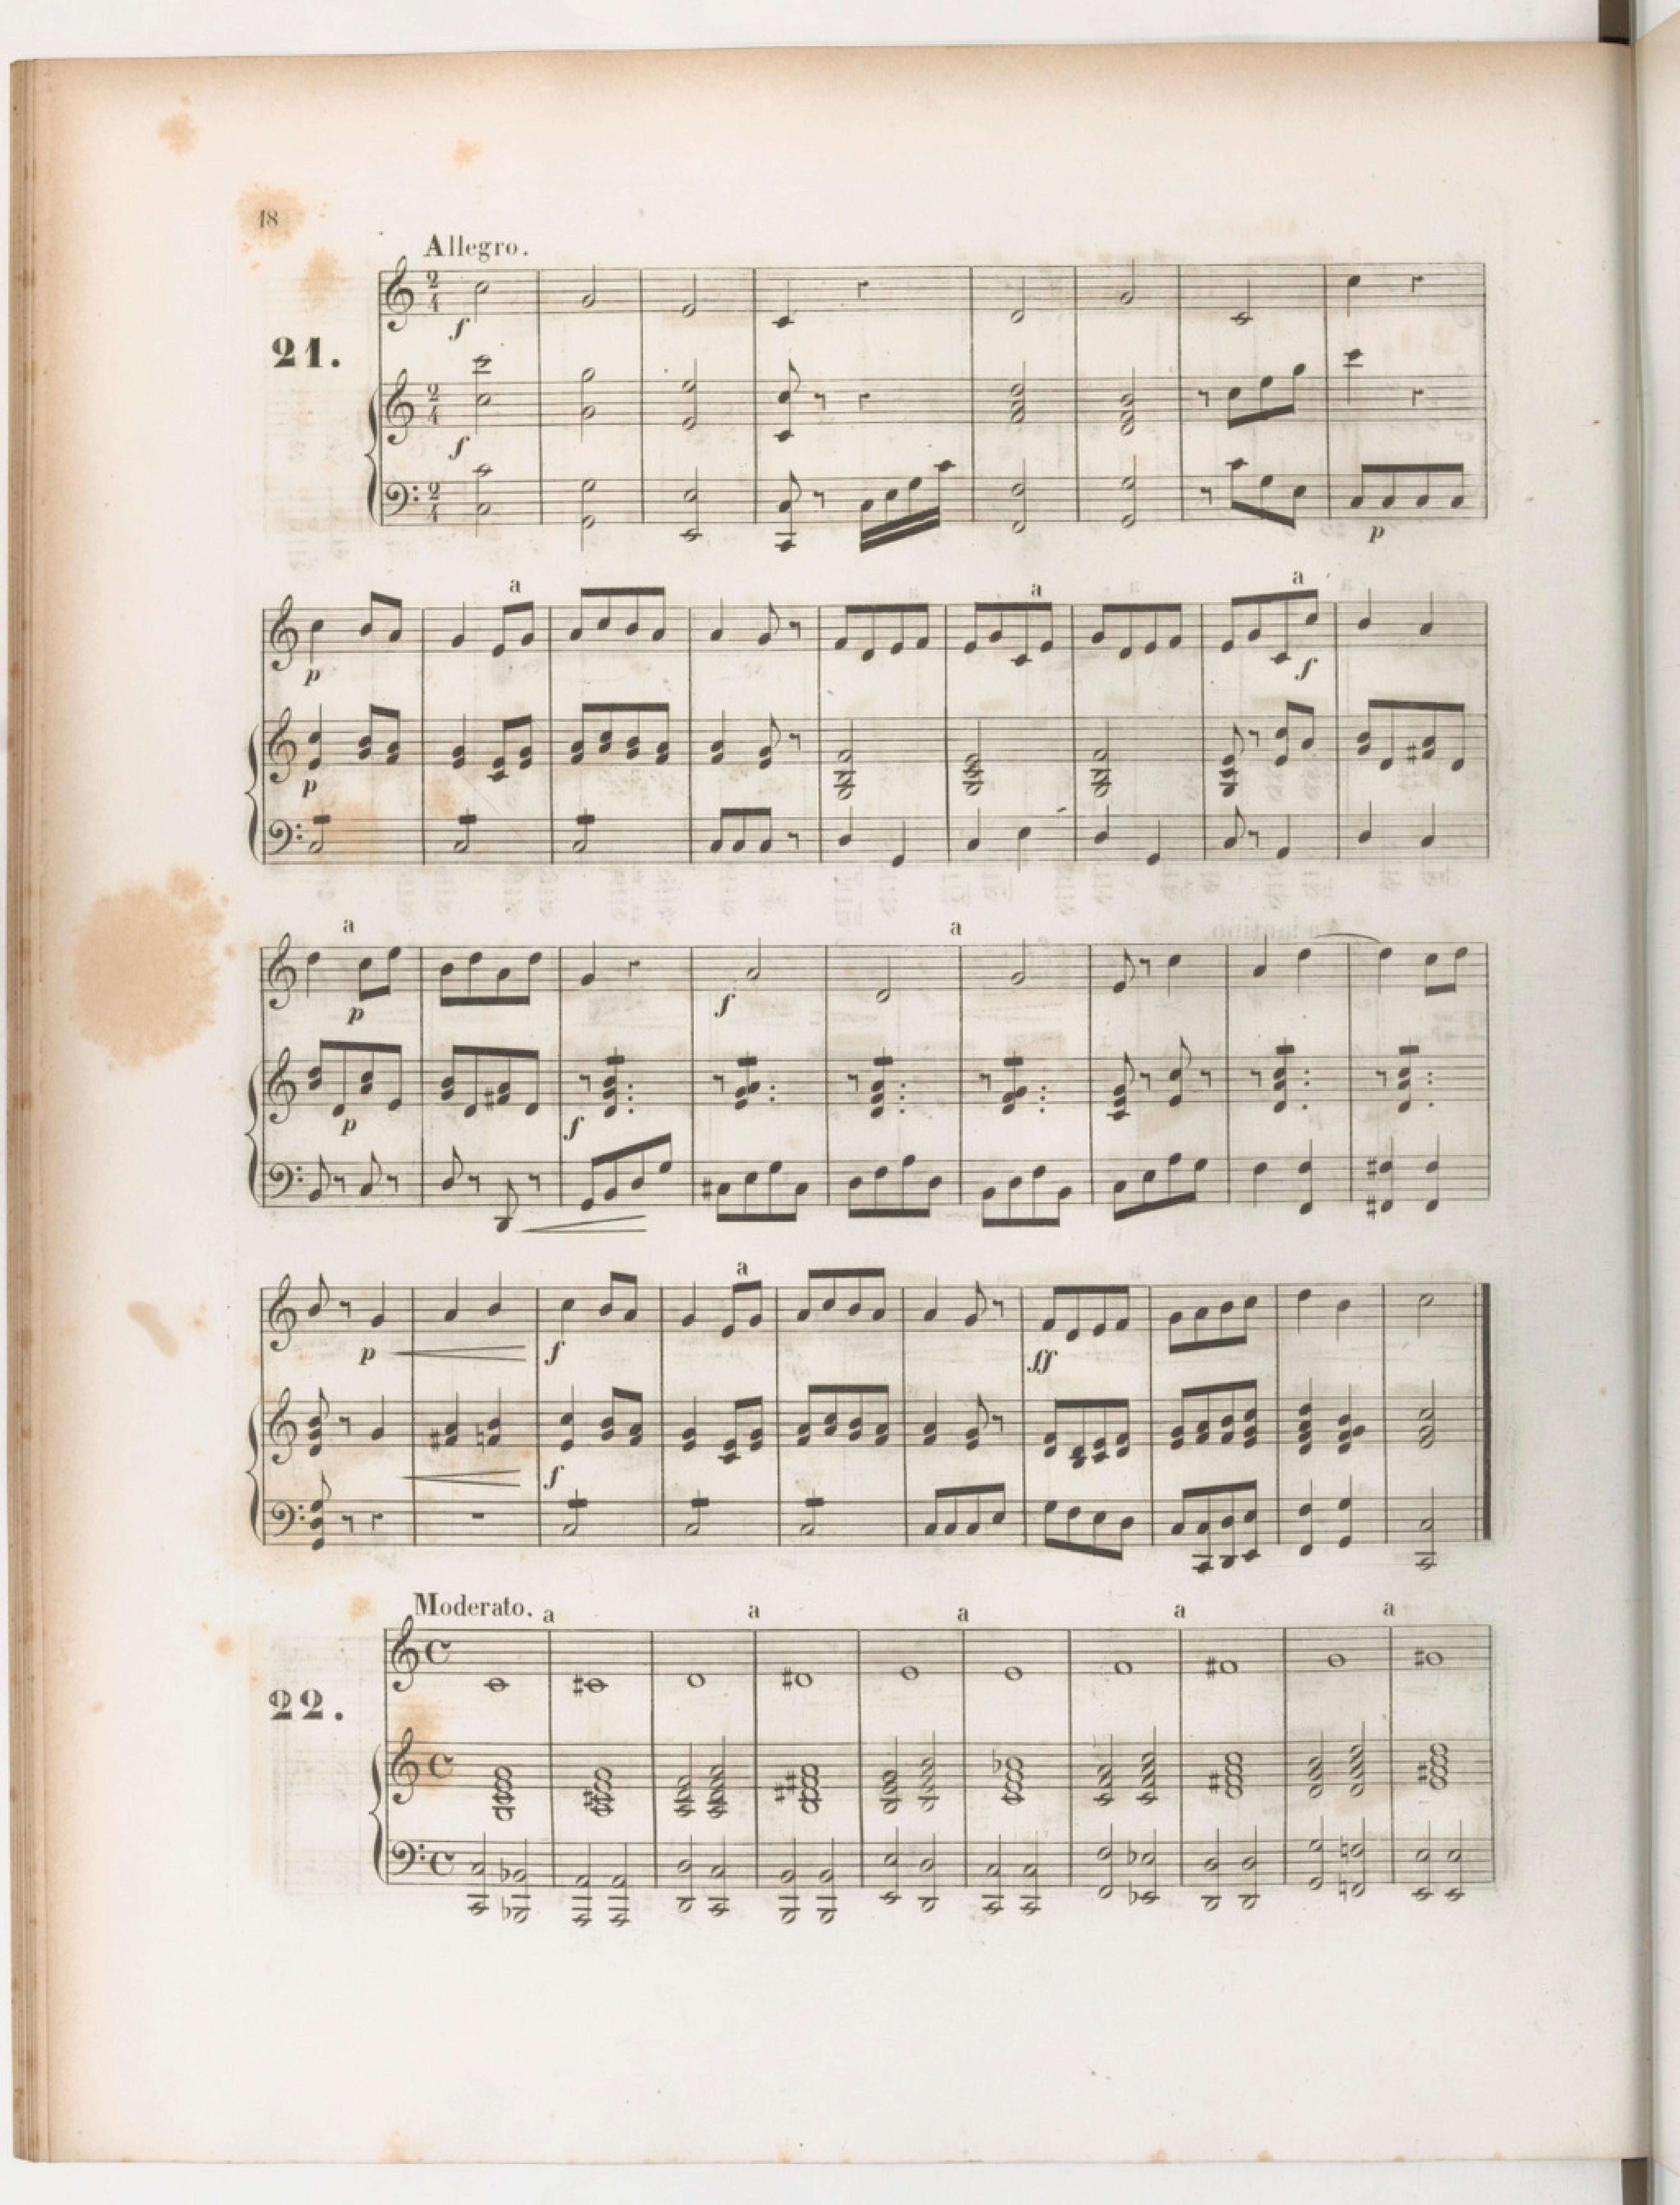 18
Allegro.
21.
f
f
p
a a a
p f
p
a a
p f
p
f
a
p f ff
f
Moderato. a a a a a
22.